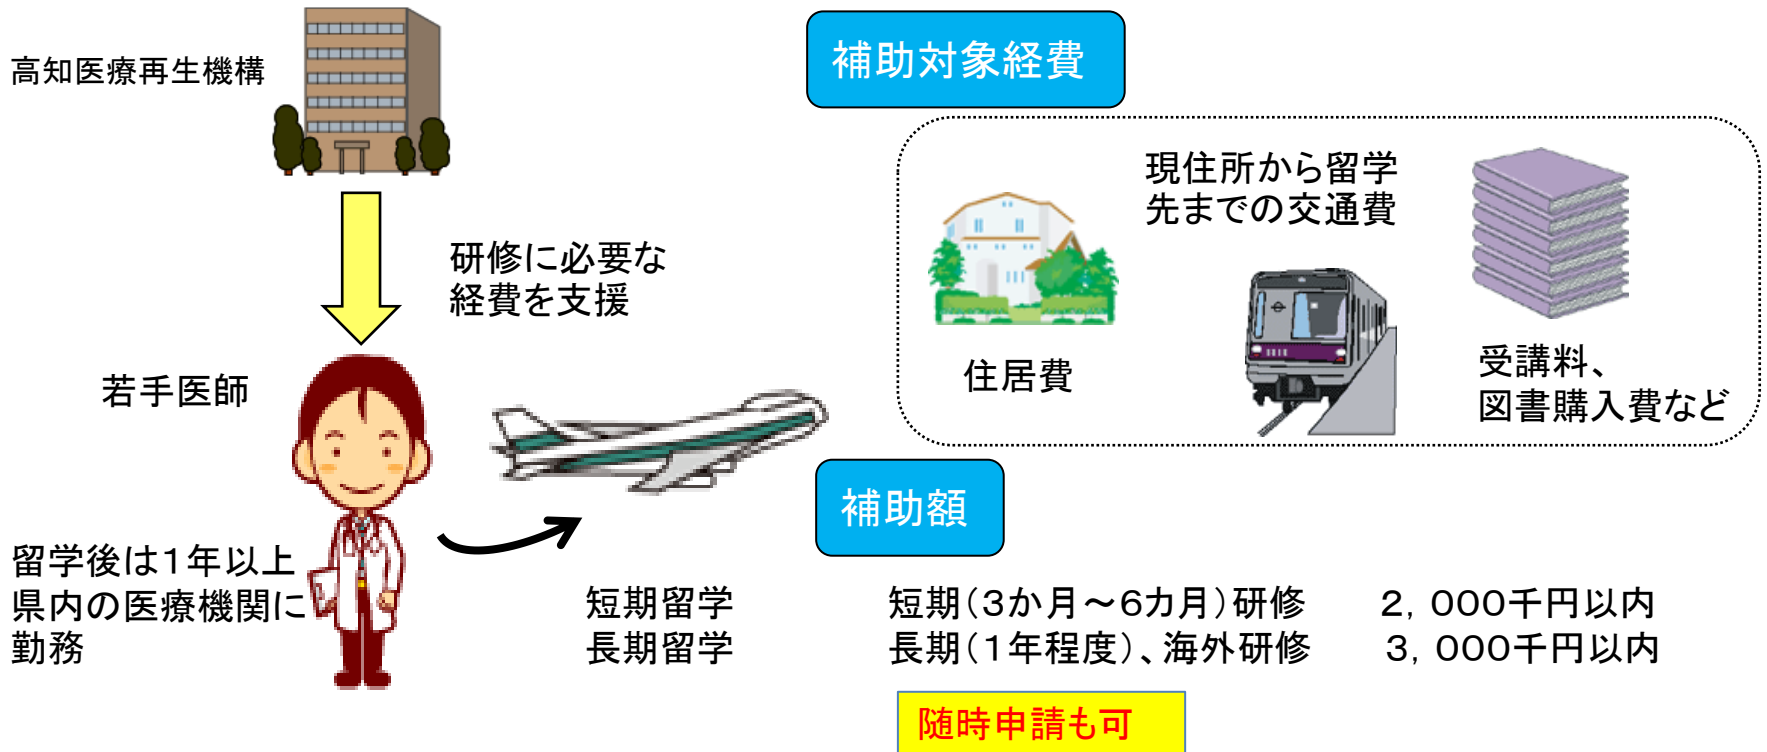 高知医療再生機構
補助対象経費
研修に必要な
経費を支援
現住所から留学
先までの交通費
住居費
受講料、
図書購入費など
若手医師
留学後は1年以上
県内の医療機関に
勤務
補助額
短期留学 短期(3か月~6カ月)研修 2,000千円以内
長期留学 長期(1年程度)、海外研修 3,000千円以内
随時申請も可